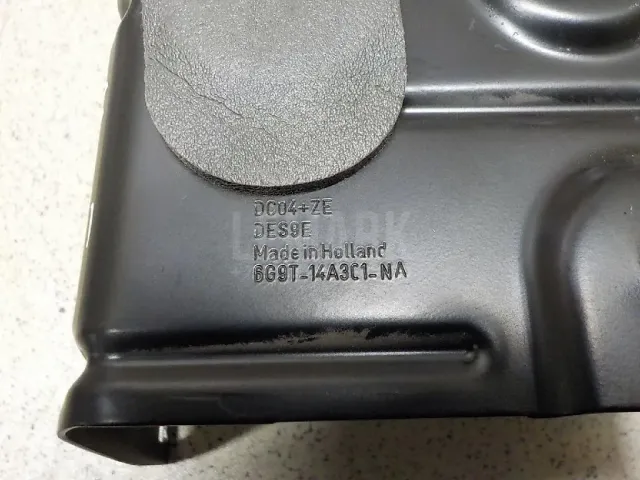 DC04+ZE
DES9E
Made in Holland
6G9T-14A3C1-NA